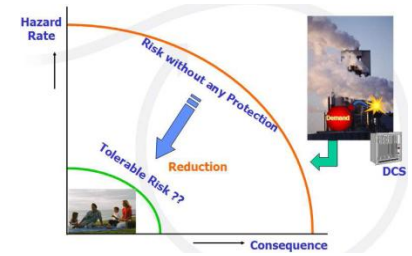 Hazard
Rate
Risk without any Protection
Demand
DCS
Reduction
Tolerable Risk ??
Consequence